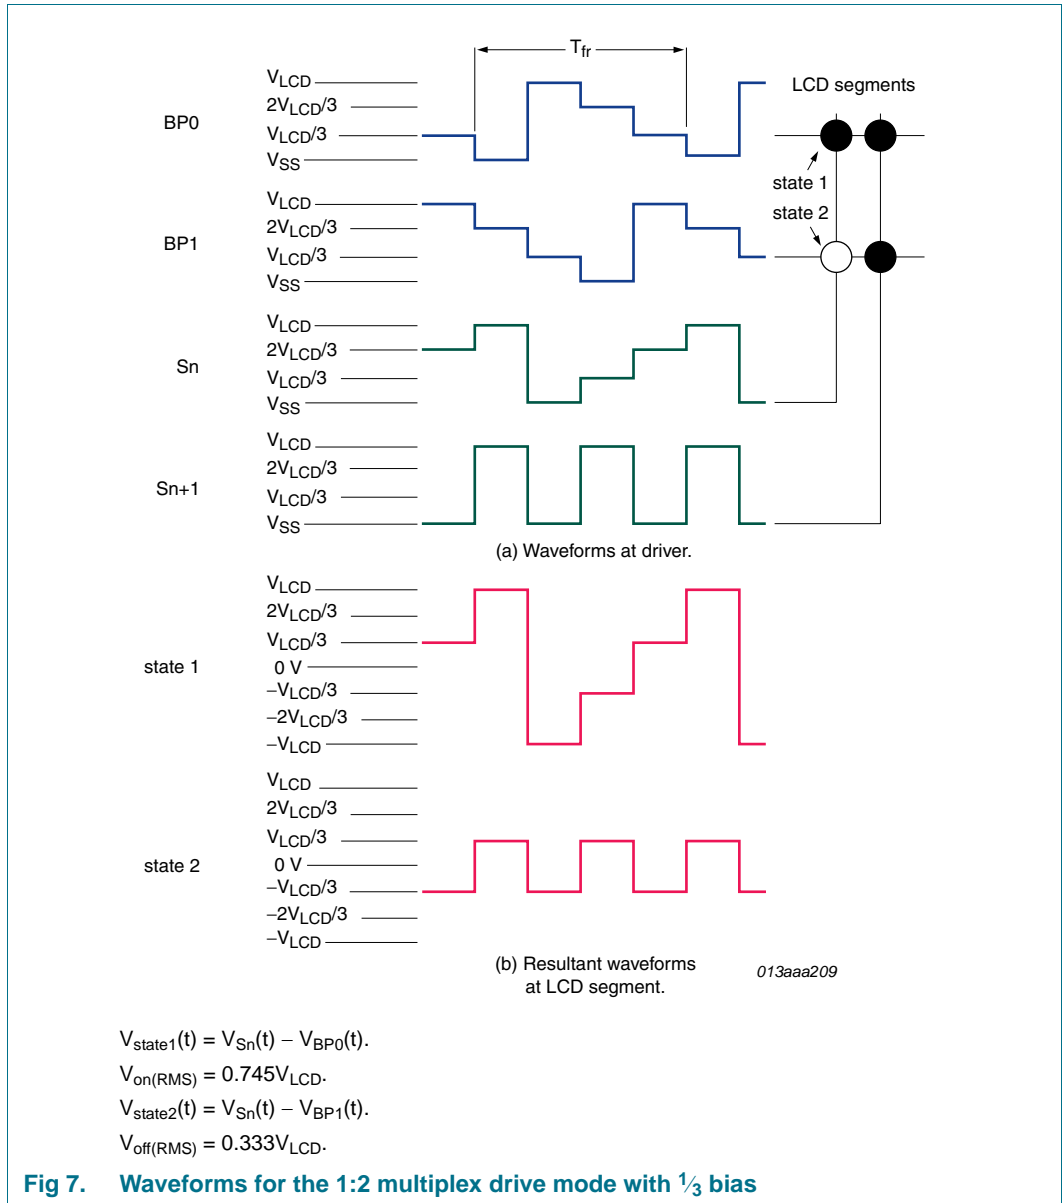 T_fr
BP0
V_LCD
2V_LCD/3
V_LCD/3
V_SS
LCD segments
state 1
state 2
BP1
V_LCD
2V_LCD/3
V_LCD/3
V_SS
Sn
V_LCD
2V_LCD/3
V_LCD/3
V_SS
Sn+1
V_LCD
2V_LCD/3
V_LCD/3
V_SS
(a) Waveforms at driver.
state 1
V_LCD
2V_LCD/3
V_LCD/3
0 V
−V_LCD/3
−2V_LCD/3
−V_LCD
state 2
V_LCD
2V_LCD/3
V_LCD/3
0 V
−V_LCD/3
−2V_LCD/3
−V_LCD
(b) Resultant waveforms
at LCD segment.
013aaa209
V_state1(t) = V_Sn(t) − V_BP0(t).
V_on(RMS) = 0.745V_LCD.
V_state2(t) = V_Sn(t) − V_BP1(t).
V_off(RMS) = 0.333V_LCD.
Fig 7. Waveforms for the 1:2 multiplex drive mode with 1⁄3 bias